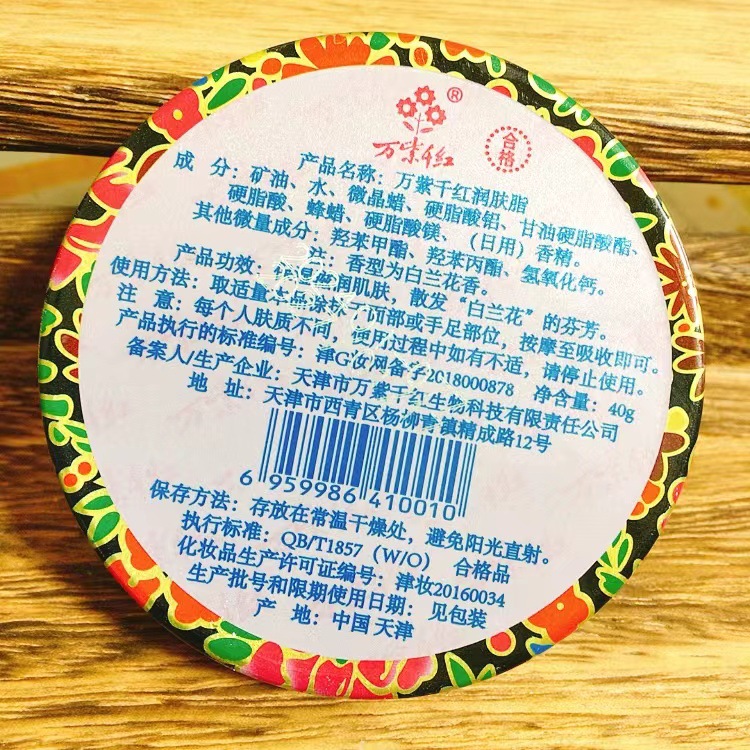 万紫千红
®
合格
产品名称：万紫千红润肤脂
成 分：矿油、水、微晶蜡、硬脂酸铝、甘油硬脂酸酯、
硬脂酸、蜂蜡、硬脂酸镁、（日用）香精。
其他微量成分：羟苯甲酯、羟苯丙酯、氢氧化钙。
注：香型为白兰花香。
产品功效：润肌肤，散发“白兰花”的芬芳。
使用方法：取适量本品涂抹于面部或手足部位，按摩至吸收即可。
注 意：每个人肤质不同，使用过程中如有不适，请停止使用。
产品执行的标准编号：津G妆网备字2018000878 净含量：40g
备案人/生产企业：天津市万紫千红生物科技有限责任公司
地 址：天津市西青区杨柳青镇精成路12号
6 959986 410010
保存方法：存放在常温干燥处，避免阳光直射。
执行标准：QB/T1857（W/O） 合格品
化妆品生产许可证编号：津妆20160034
生产批号和限期使用日期：见包装
产 地：中国 天津